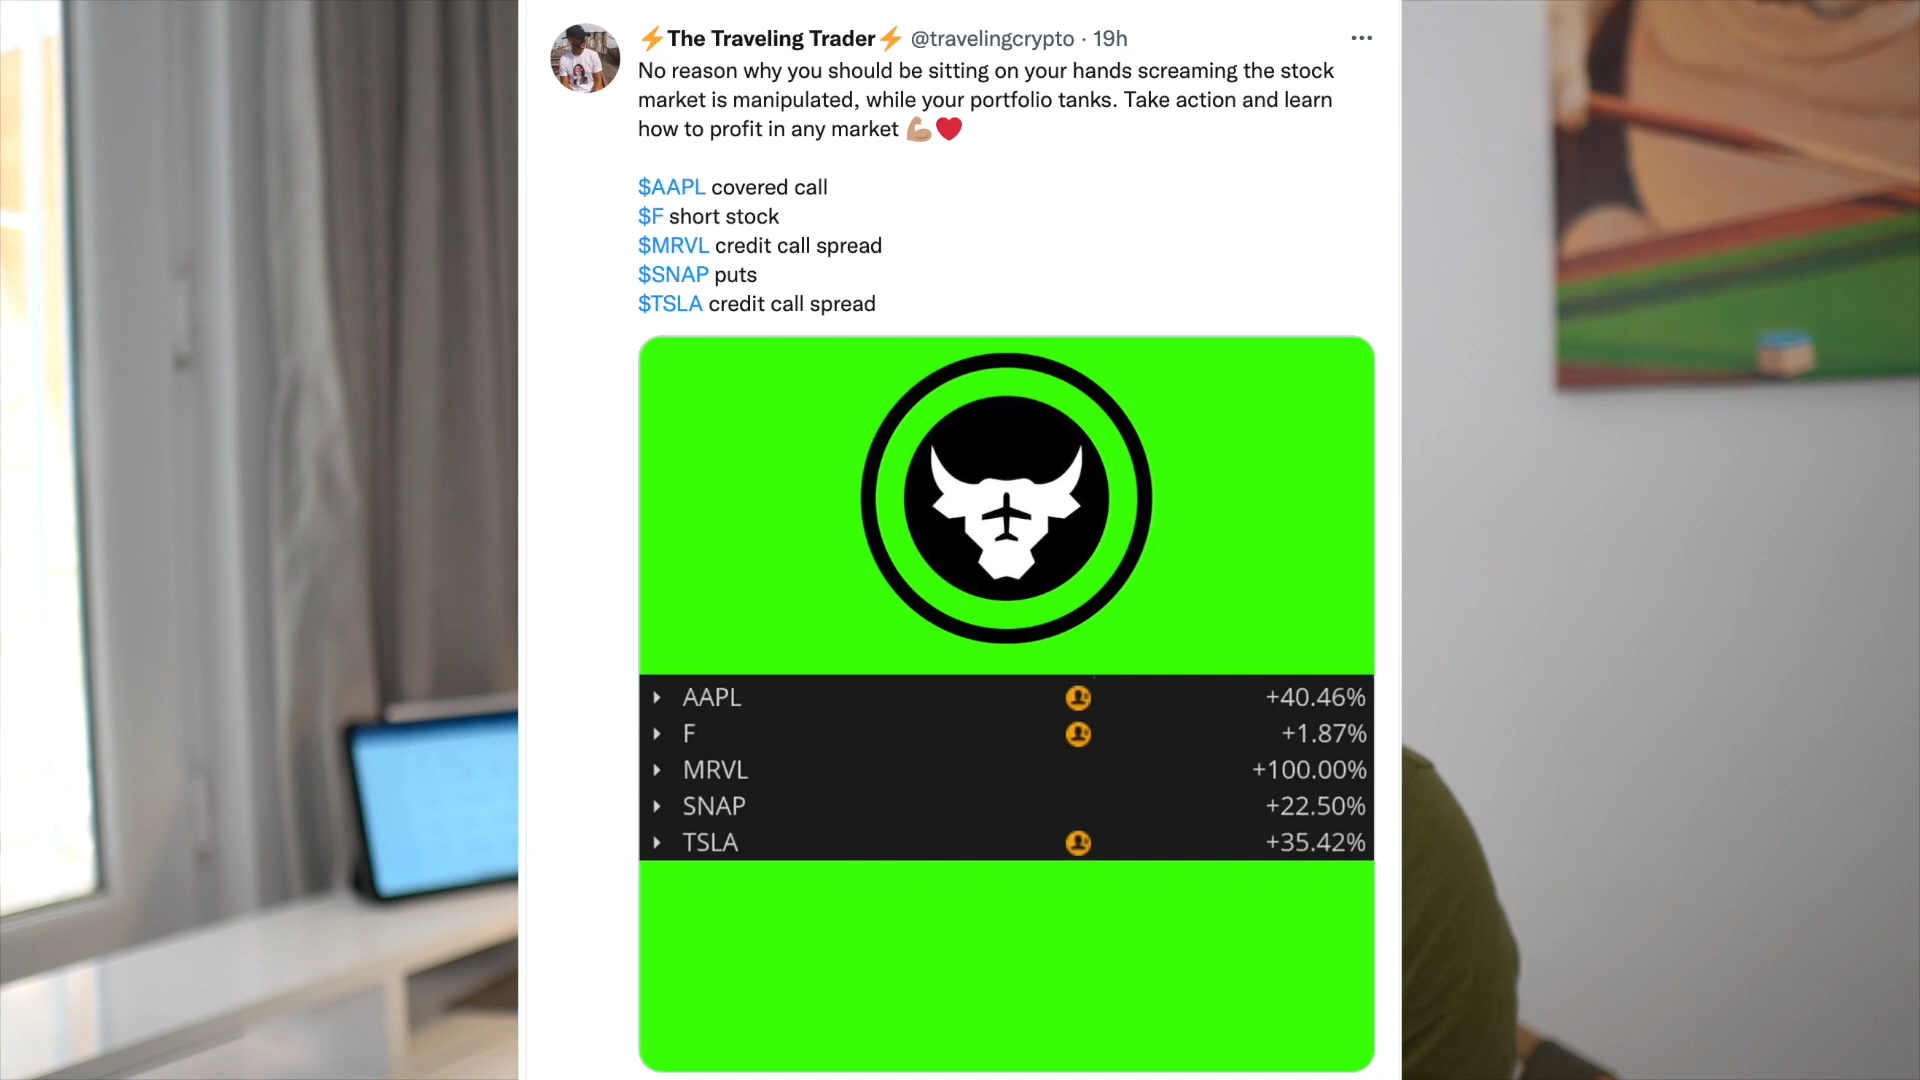 ⚡The Traveling Trader⚡ @travelingcrypto · 19h
No reason why you should be sitting on your hands screaming the stock
market is manipulated, while your portfolio tanks. Take action and learn
how to profit in any market 💪🏽❤️
$AAPL covered call
$F short stock
$MRVL credit call spread
$SNAP puts
$TSLA credit call spread
AAPL +40.46%
F +1.87%
MRVL +100.00%
SNAP +22.50%
TSLA +35.42%